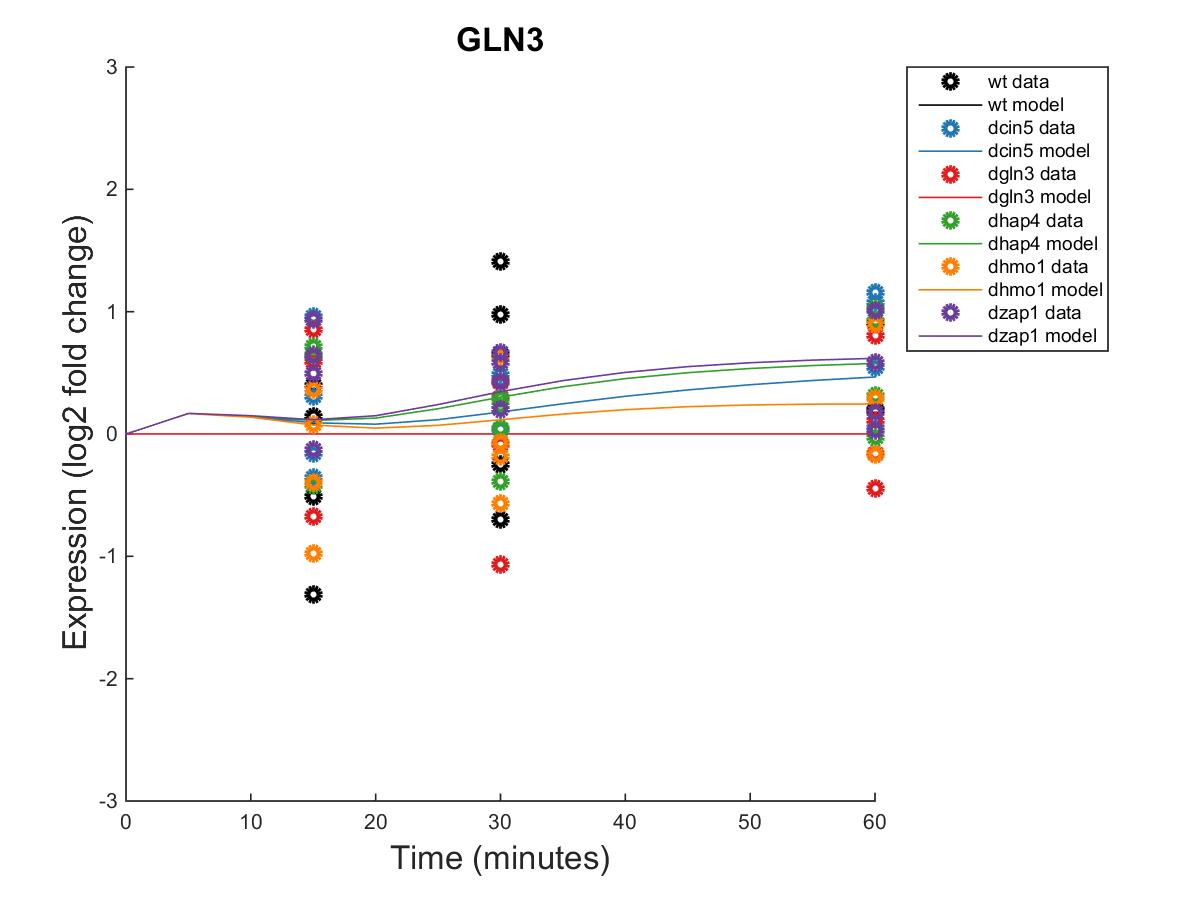 GLN3
Expression (log2 fold change)
3
2
1
0
-1
-2
-3
0 10 20 30 40 50 60
Time (minutes)
wt data
wt model
dcin5 data
dcin5 model
dgln3 data
dgln3 model
dhap4 data
dhap4 model
dhmo1 data
dhmo1 model
dzap1 data
dzap1 model